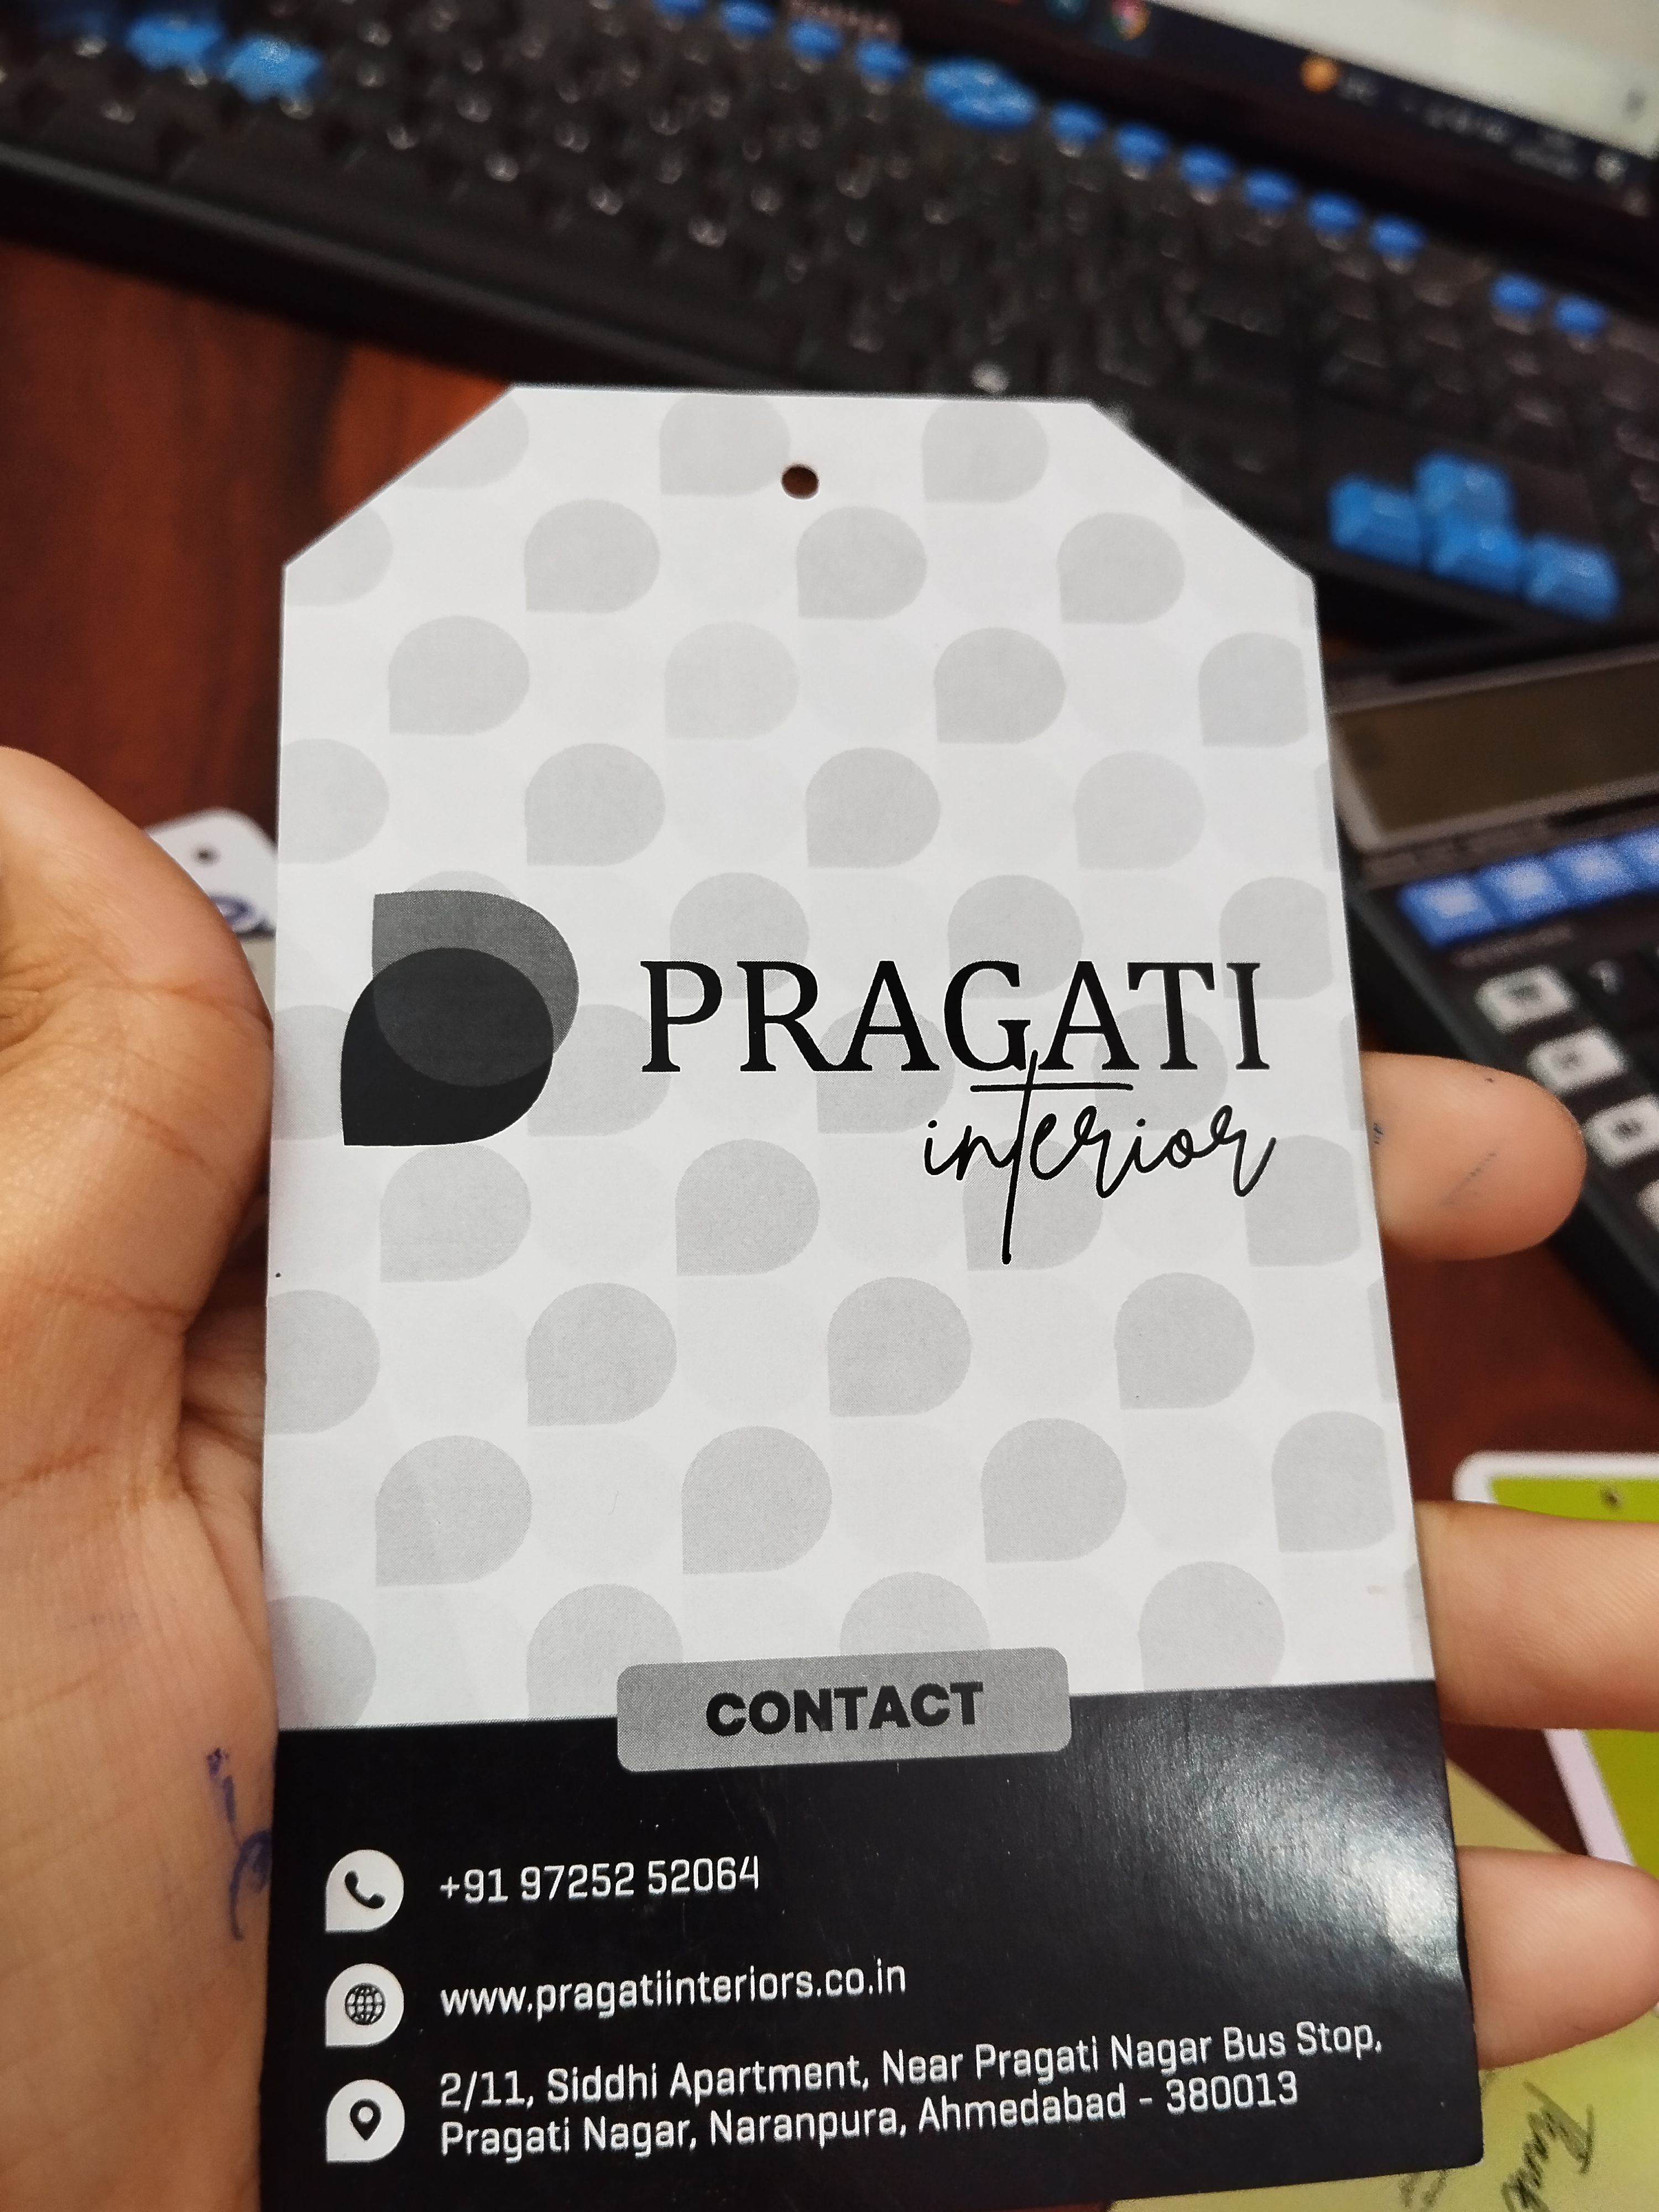 PRAGATI
interior
CONTACT
+91 97252 52064
www.pragatiinteriors.co.in
2/11, Siddhi Apartment, Near Pragati Nagar Bus Stop,
Pragati Nagar, Naranpura, Ahmedabad - 380013